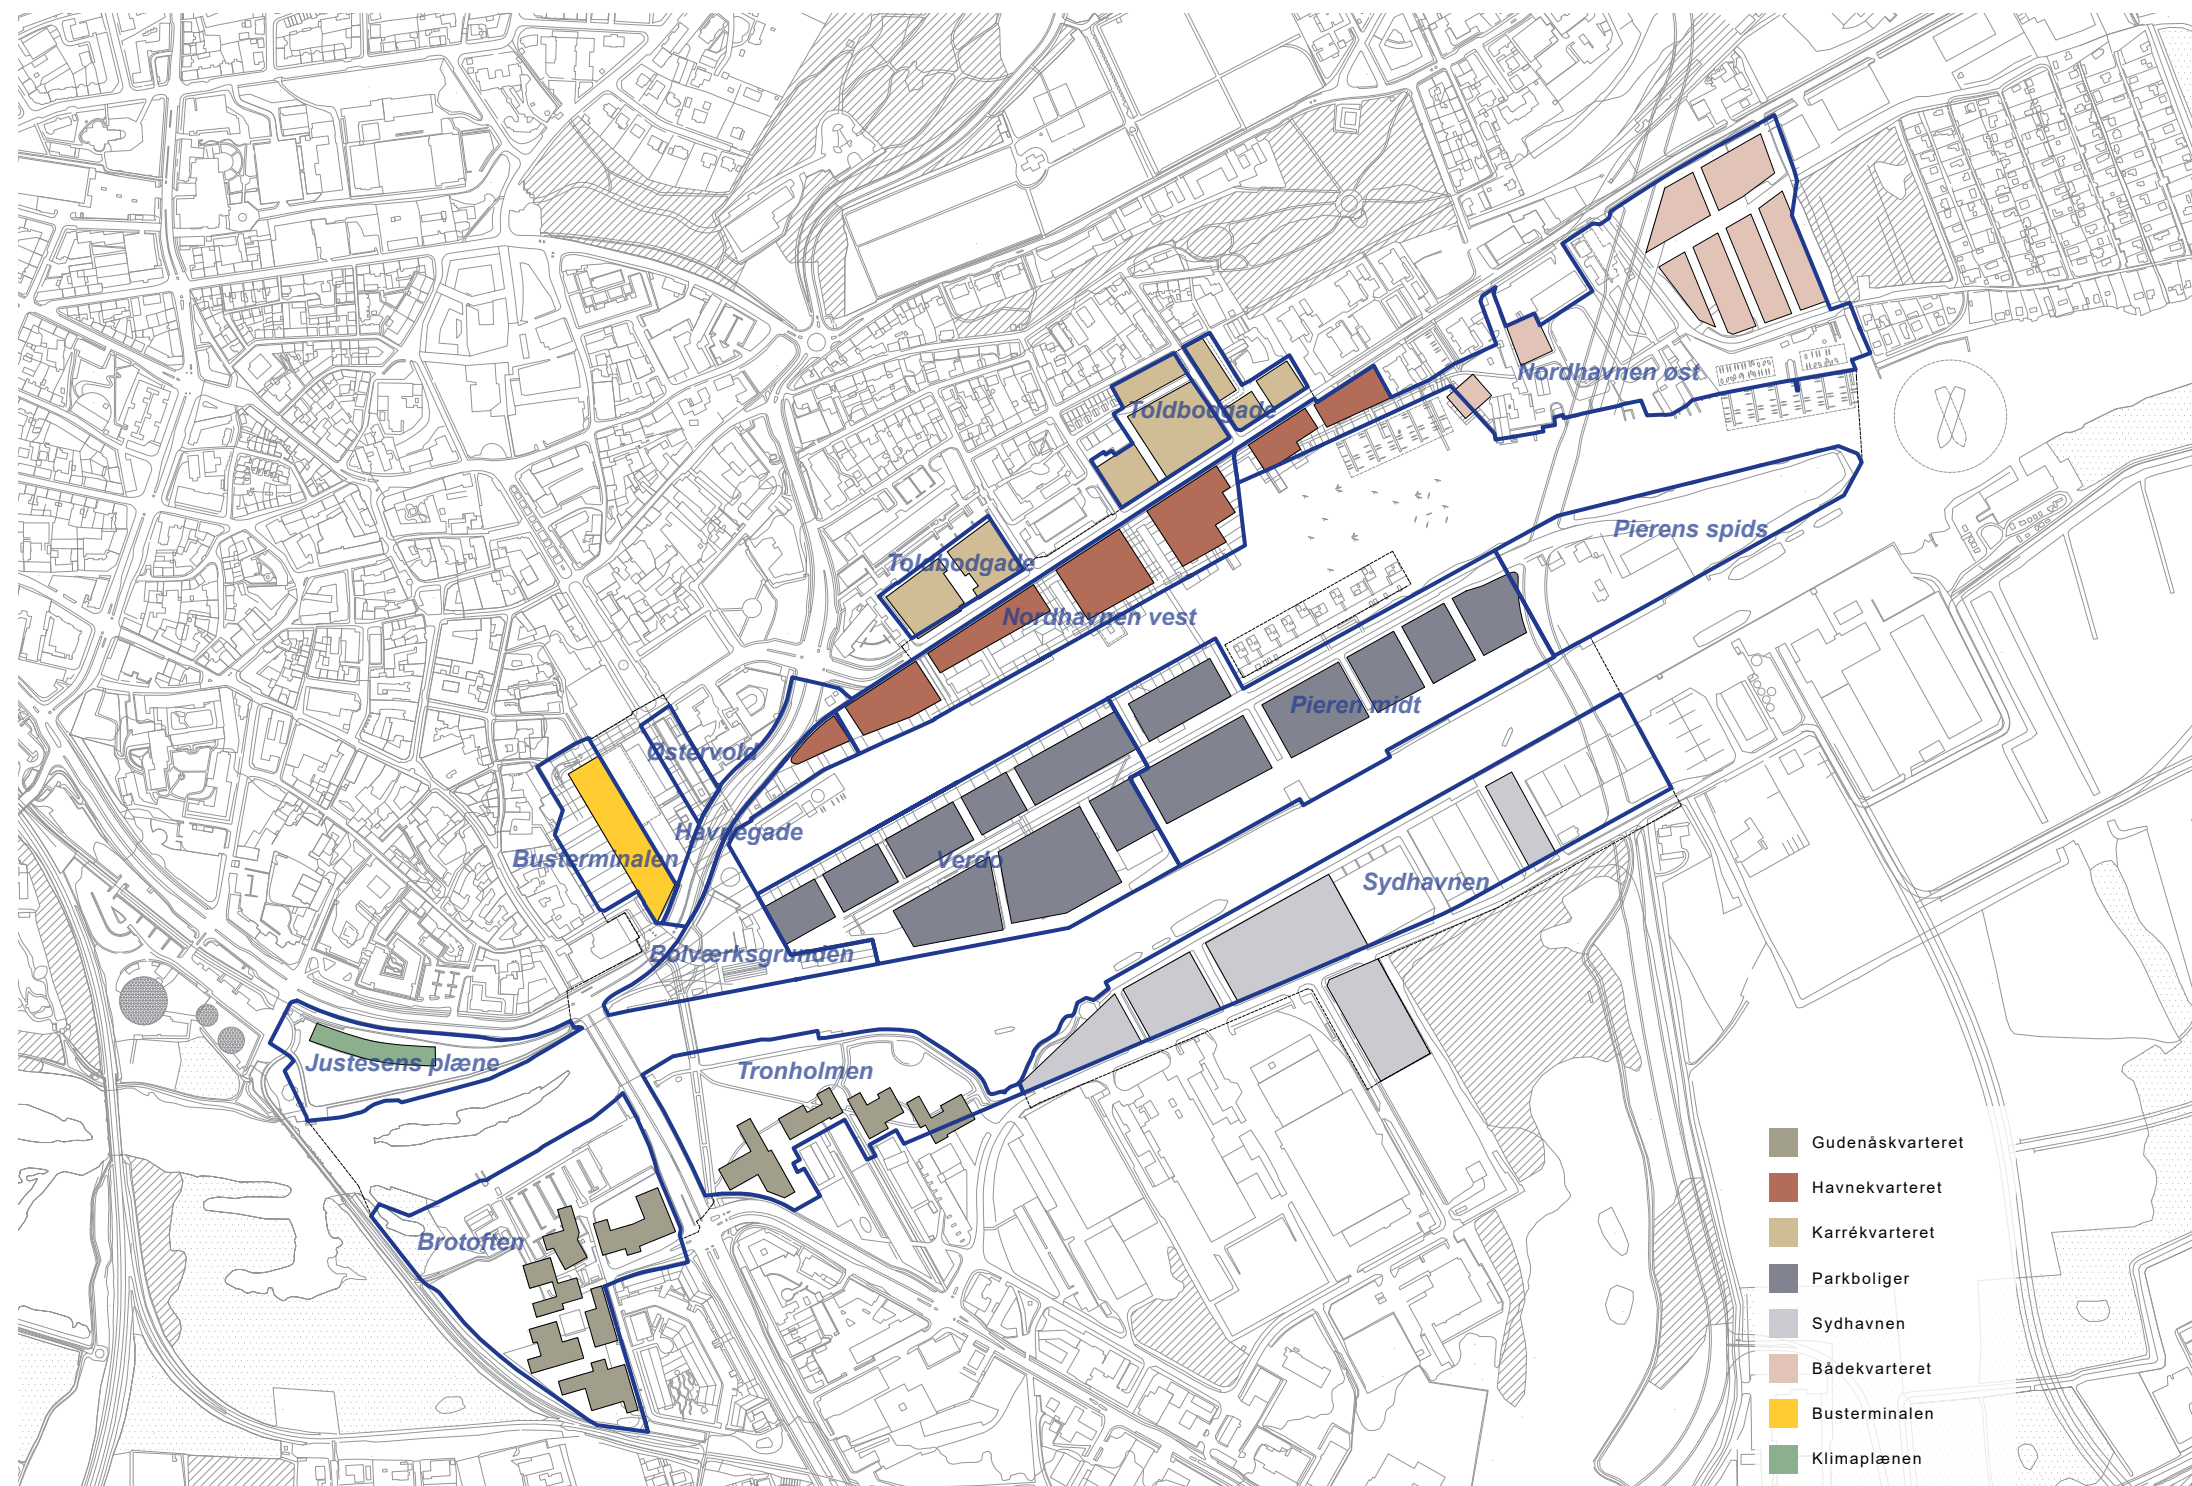 Nordhavnen øst
Toldbodgade
Pierens spids
Toldbodgade
Nordhavnen vest
Pieren midt
Østervold
Havnegade
Busterminalen
Verdo
Sydhavnen
Bolværksgrunden
Justesens plæne
Tronholmen
Brotoften
Gudenåskvarteret
Havnekvarteret
Karrékvarteret
Parkboliger
Sydhavnen
Bådekvarteret
Busterminalen
Klimaplænen